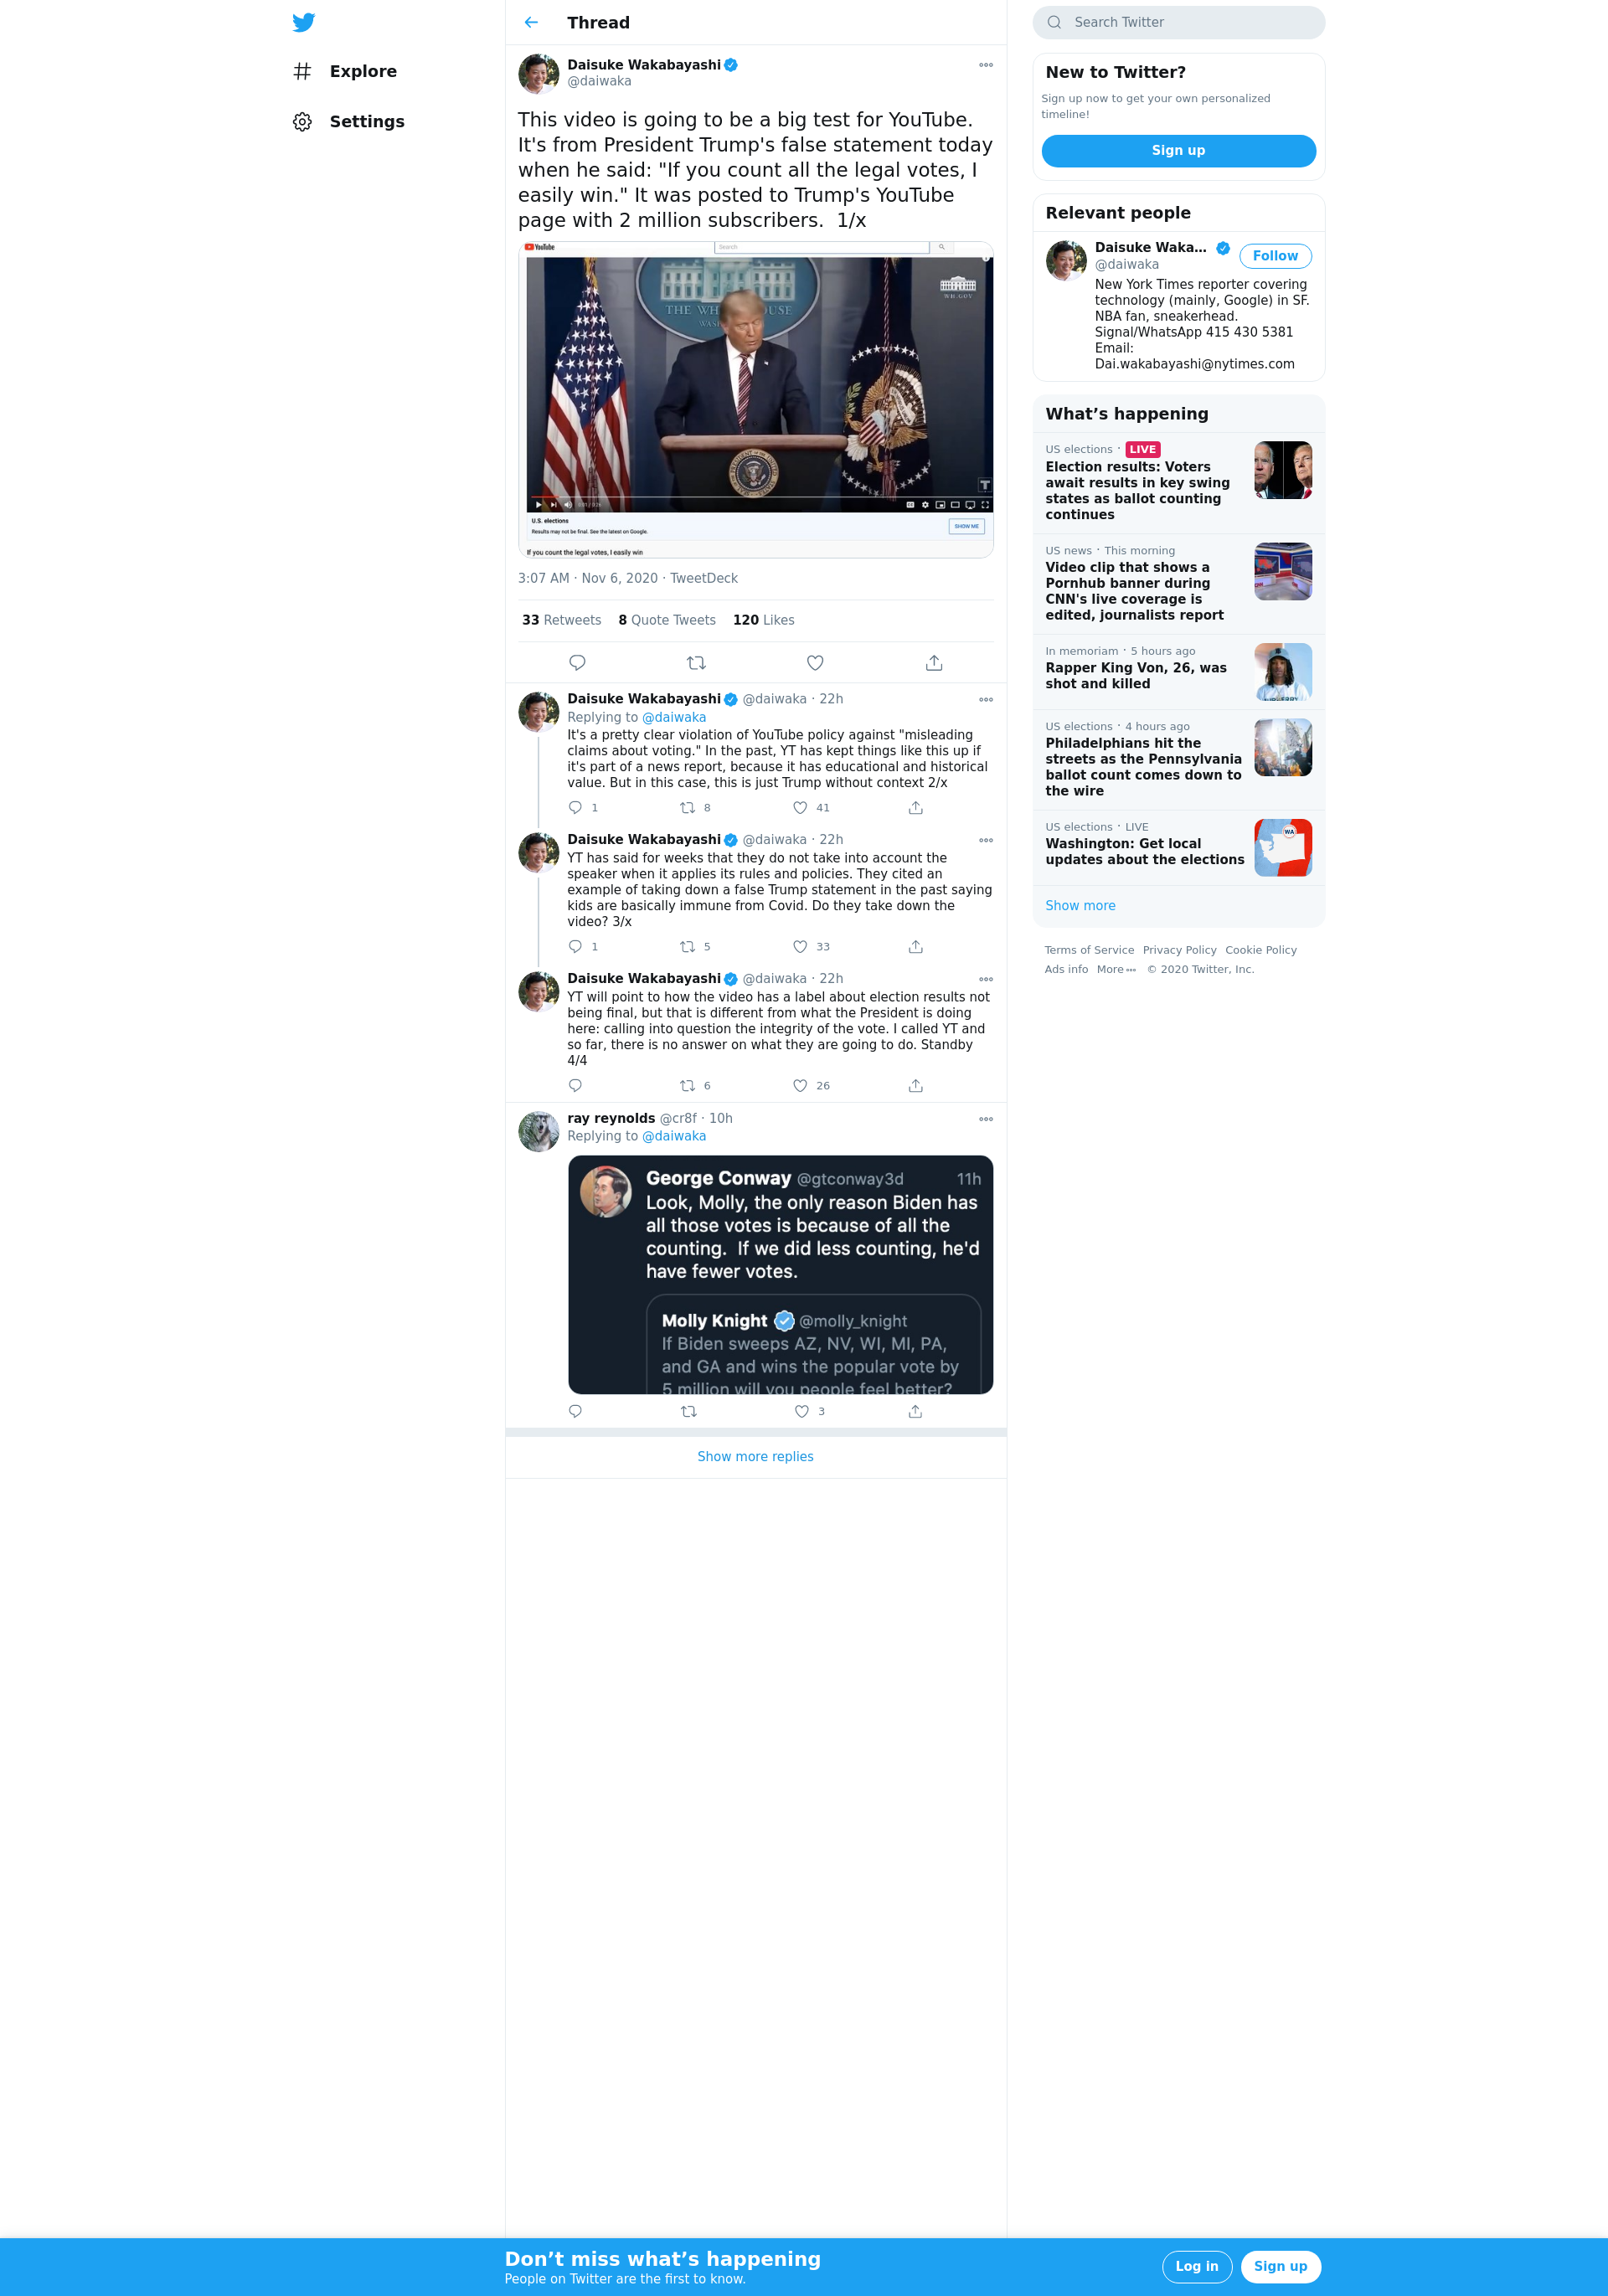 Explore
Settings
Thread
Daisuke Wakabayashi
@daiwaka
This video is going to be a big test for YouTube.
It's from President Trump's false statement today
when he said: "If you count all the legal votes, I
easily win." It was posted to Trump's YouTube
page with 2 million subscribers. 1/x
YouTube
Search
THE WH OUSE
WAS
WH.GOV
U.S. elections
Results may not be final. See the latest on Google.
SHOW ME
If you count the legal votes, I easily win
3:07 AM · Nov 6, 2020 · TweetDeck
33 Retweets 8 Quote Tweets 120 Likes
Daisuke Wakabayashi @daiwaka · 22h
Replying to @daiwaka
It's a pretty clear violation of YouTube policy against "misleading
claims about voting." In the past, YT has kept things like this up if
it's part of a news report, because it has educational and historical
value. But in this case, this is just Trump without context 2/x
1 8 41
Daisuke Wakabayashi @daiwaka · 22h
YT has said for weeks that they do not take into account the
speaker when it applies its rules and policies. They cited an
example of taking down a false Trump statement in the past saying
kids are basically immune from Covid. Do they take down the
video? 3/x
1 5 33
Daisuke Wakabayashi @daiwaka · 22h
YT will point to how the video has a label about election results not
being final, but that is different from what the President is doing
here: calling into question the integrity of the vote. I called YT and
so far, there is no answer on what they are going to do. Standby
4/4
6 26
ray reynolds @cr8f · 10h
Replying to @daiwaka
George Conway @gtconway3d 11h
Look, Molly, the only reason Biden has
all those votes is because of all the
counting. If we did less counting, he'd
have fewer votes.
Molly Knight @molly_knight
If Biden sweeps AZ, NV, WI, MI, PA,
and GA and wins the popular vote by
5 million will you people feel better?
3
Show more replies
Search Twitter
New to Twitter?
Sign up now to get your own personalized
timeline!
Sign up
Relevant people
Daisuke Waka...
@daiwaka
Follow
New York Times reporter covering
technology (mainly, Google) in SF.
NBA fan, sneakerhead.
Signal/WhatsApp 415 430 5381
Email:
Dai.wakabayashi@nytimes.com
What's happening
US elections · LIVE
Election results: Voters
await results in key swing
states as ballot counting
continues
US news · This morning
Video clip that shows a
Pornhub banner during
CNN's live coverage is
edited, journalists report
In memoriam · 5 hours ago
Rapper King Von, 26, was
shot and killed
US elections · 4 hours ago
Philadelphians hit the
streets as the Pennsylvania
ballot count comes down to
the wire
US elections · LIVE
Washington: Get local
updates about the elections
WA
Show more
Terms of Service Privacy Policy Cookie Policy
Ads info More © 2020 Twitter, Inc.
Don't miss what's happening
People on Twitter are the first to know.
Log in
Sign up